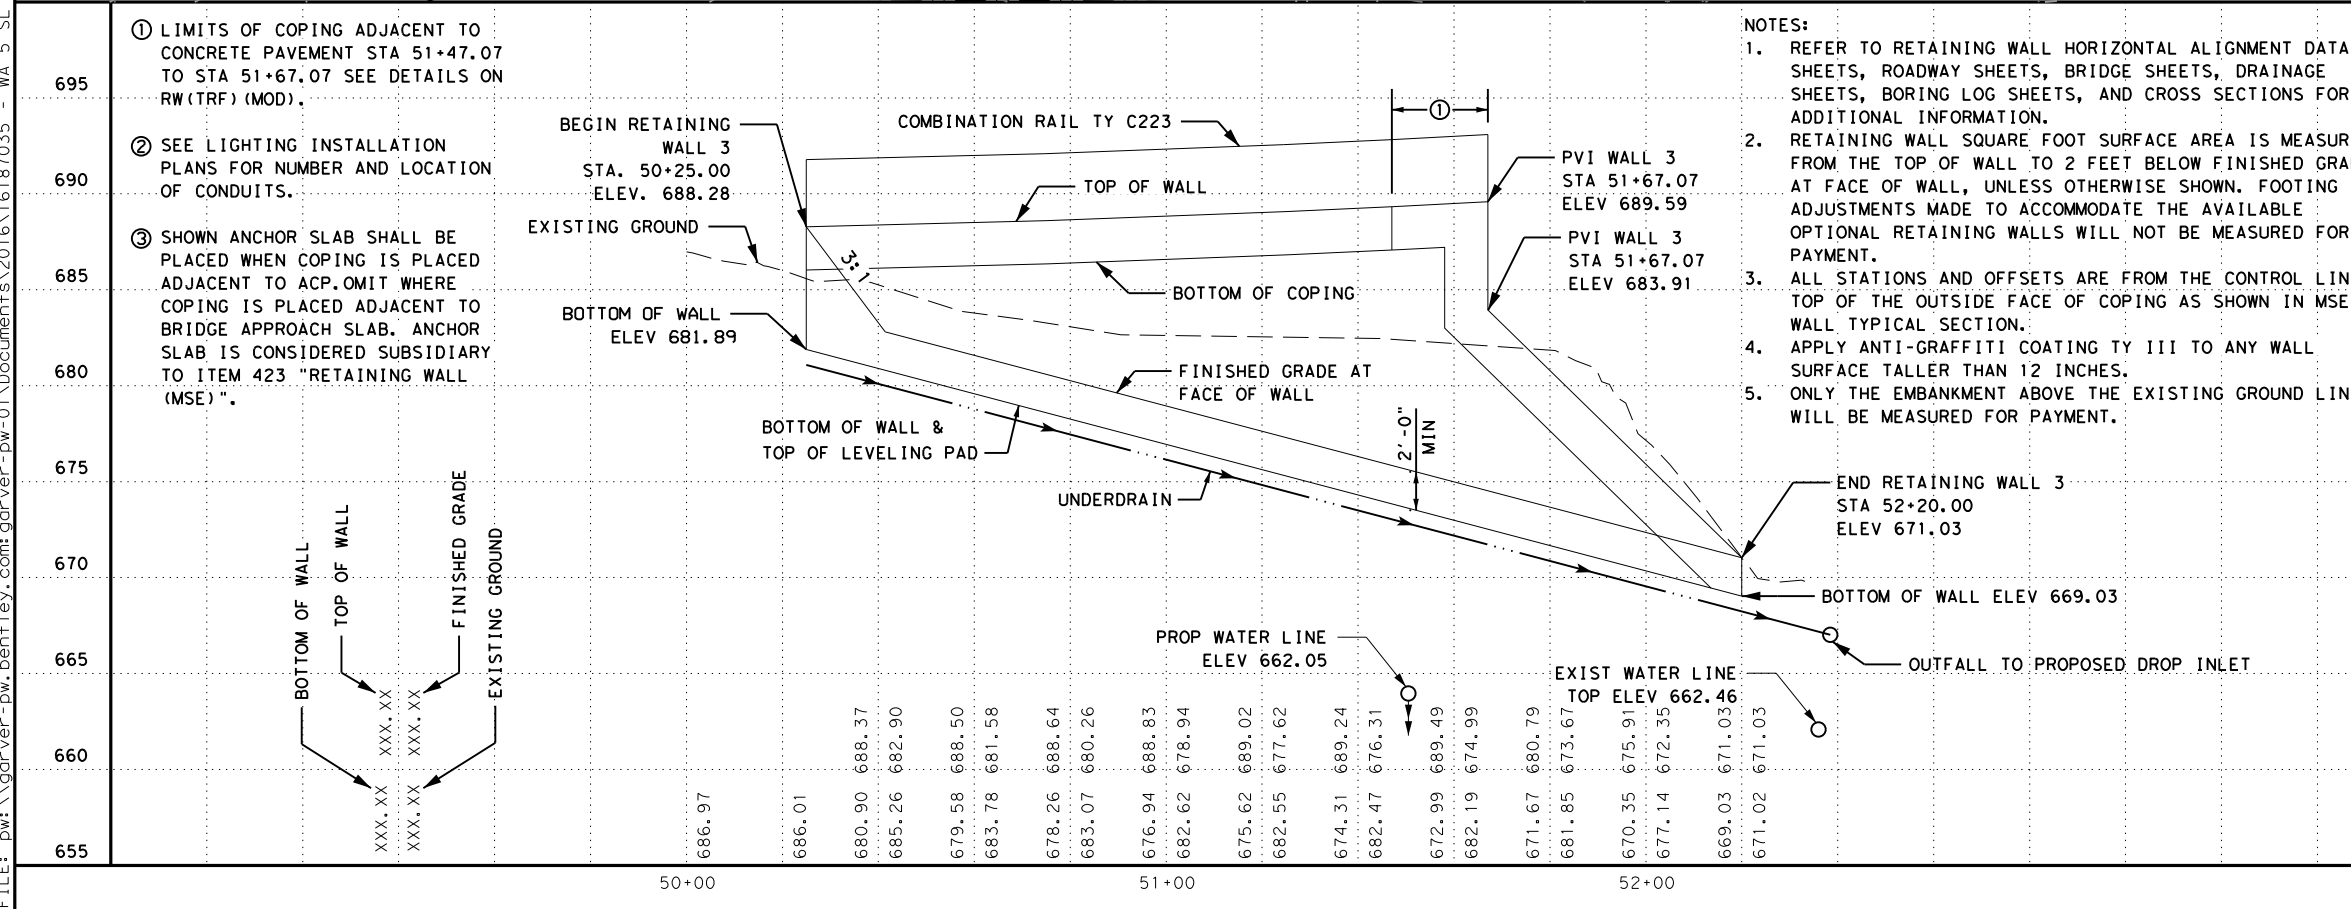 ① LIMITS OF COPING ADJACENT TO
CONCRETE PAVEMENT STA 51+47.07
TO STA 51+67.07 SEE DETAILS ON
RW(TRF)(MOD).
② SEE LIGHTING INSTALLATION
PLANS FOR NUMBER AND LOCATION
OF CONDUITS.
③ SHOWN ANCHOR SLAB SHALL BE
PLACED WHEN COPING IS PLACED
ADJACENT TO ACP.OMIT WHERE
COPING IS PLACED ADJACENT TO
BRIDGE APPROACH SLAB. ANCHOR
SLAB IS CONSIDERED SUBSIDIARY
TO ITEM 423 "RETAINING WALL
(MSE)".
695
690
685
680
675
670
665
660
655
BOTTOM OF WALL
TOP OF WALL
FINISHED GRADE
EXISTING GROUND
XXX.XX
XXX.XX
XXX.XX
XXX.XX
BEGIN RETAINING
WALL 3
STA. 50+25.00
ELEV. 688.28
EXISTING GROUND
BOTTOM OF WALL
ELEV 681.89
COMBINATION RAIL TY C223
TOP OF WALL
3:1
BOTTOM OF COPING
①
PVI WALL 3
STA 51+67.07
ELEV 689.59
PVI WALL 3
STA 51+67.07
ELEV 683.91
FINISHED GRADE AT
FACE OF WALL
BOTTOM OF WALL &
TOP OF LEVELING PAD
UNDERDRAIN
2'-0"
MIN
END RETAINING WALL 3
STA 52+20.00
ELEV 671.03
BOTTOM OF WALL ELEV 669.03
PROP WATER LINE
ELEV 662.05
EXIST WATER LINE
TOP ELEV 662.46
OUTFALL TO PROPOSED DROP INLET
NOTES:
1. REFER TO RETAINING WALL HORIZONTAL ALIGNMENT DATA
SHEETS, ROADWAY SHEETS, BRIDGE SHEETS, DRAINAGE
SHEETS, BORING LOG SHEETS, AND CROSS SECTIONS FOR
ADDITIONAL INFORMATION.
2. RETAINING WALL SQUARE FOOT SURFACE AREA IS MEASUR
FROM THE TOP OF WALL TO 2 FEET BELOW FINISHED GRA
AT FACE OF WALL, UNLESS OTHERWISE SHOWN. FOOTING
ADJUSTMENTS MADE TO ACCOMMODATE THE AVAILABLE
OPTIONAL RETAINING WALLS WILL NOT BE MEASURED FOR
PAYMENT.
3. ALL STATIONS AND OFFSETS ARE FROM THE CONTROL LIN
TOP OF THE OUTSIDE FACE OF COPING AS SHOWN IN MSE
WALL TYPICAL SECTION.
4. APPLY ANTI-GRAFFITI COATING TY III TO ANY WALL
SURFACE TALLER THAN 12 INCHES.
5. ONLY THE EMBANKMENT ABOVE THE EXISTING GROUND LIN
WILL BE MEASURED FOR PAYMENT.
688.37 682.90 688.50 681.58 688.64 680.26 688.83 678.94 689.02 677.62 689.24 676.31 689.49 674.99 680.79 673.67 675.91 672.35 671.03 671.03
686.97 686.01 680.90 685.26 679.58 683.78 678.26 683.07 676.94 682.62 675.62 682.55 674.31 682.47 672.99 682.19 671.67 681.85 670.35 677.14 669.03 671.02
50+00 51+00 52+00